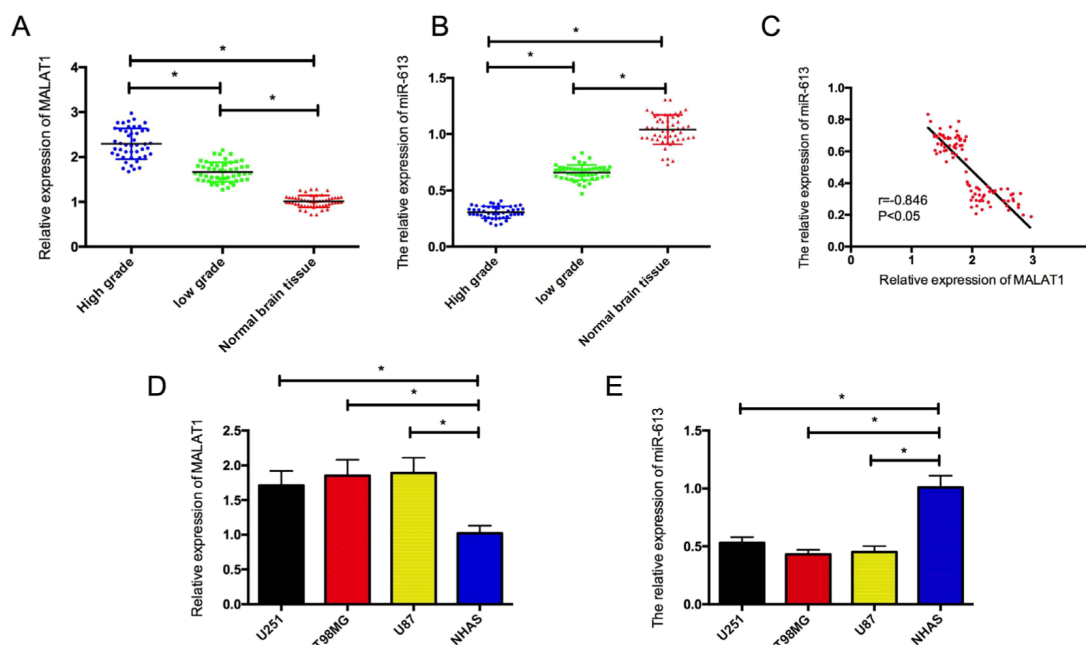 A
Relative expression of MALAT1
4
3
2
1
0
*
*
*
High grade
low grade
Normal brain tissue
B
The relative expression of miR-613
1.5
1.0
0.5
0.0
*
*
*
High grade
low grade
Normal brain tissue
C
The relative expression of miR-613
1.0
0.8
0.6
0.4
0.2
0.0
r=-0.846
P<0.05
0
1
2
3
4
Relative expression of MALAT1
D
Relative expression of MALAT1
2.5
2.0
1.5
1.0
0.5
0.0
*
*
*
U251
T98MG
U87
NHAS
E
The relative expression of miR-613
1.5
1.0
0.5
0.0
*
*
*
U251
T98MG
U87
NHAS